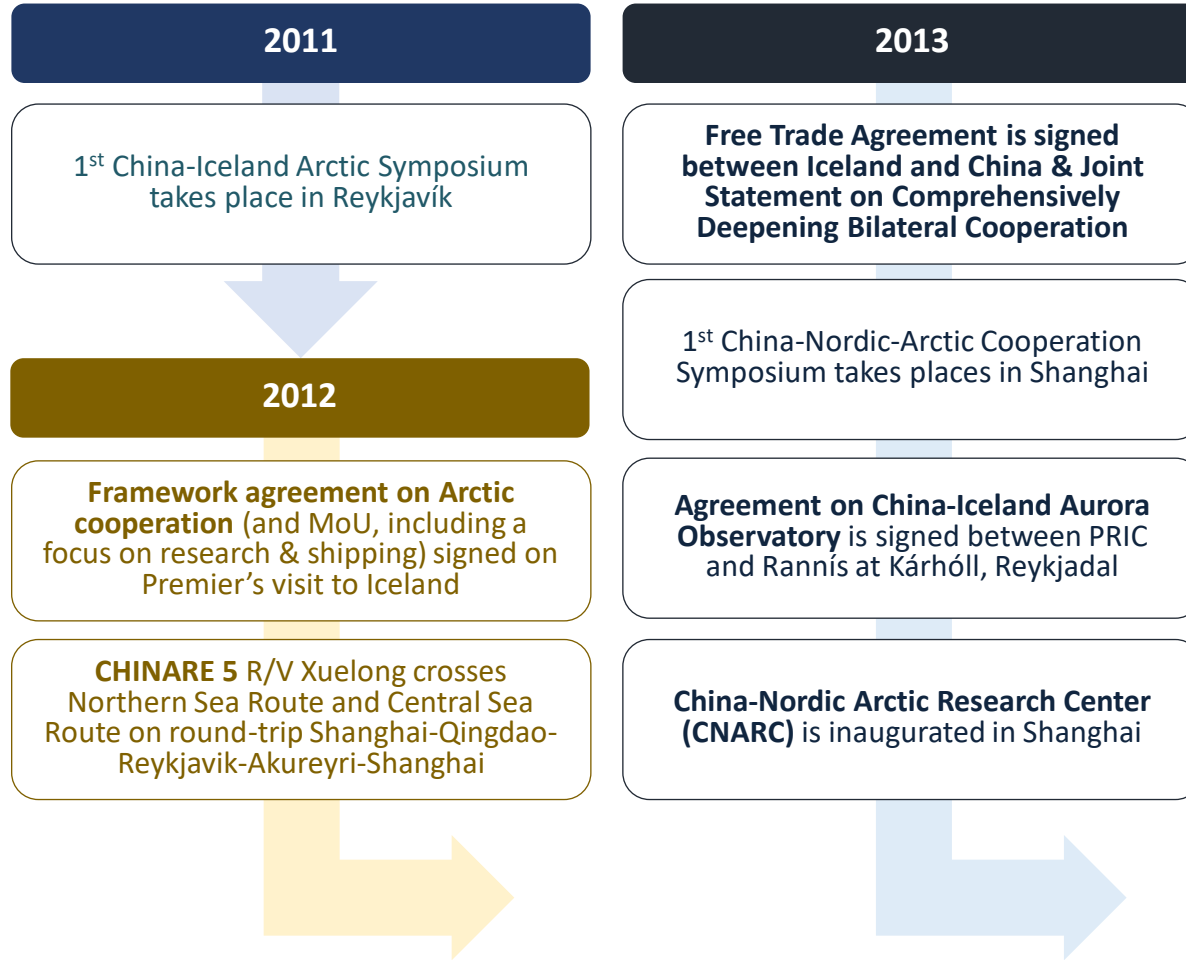 2011
1st China-Iceland Arctic Symposium
takes place in Reykjavík
2012
Framework agreement on Arctic
cooperation (and MoU, including a
focus on research & shipping) signed on
Premier’s visit to Iceland
CHINARE 5 R/V Xuelong crosses
Northern Sea Route and Central Sea
Route on round-trip Shanghai-Qingdao-
Reykjavik-Akureyri-Shanghai
2013
Free Trade Agreement is signed
between Iceland and China & Joint
Statement on Comprehensively
Deepening Bilateral Cooperation
1st China-Nordic-Arctic Cooperation
Symposium takes places in Shanghai
Agreement on China-Iceland Aurora
Observatory is signed between PRIC
and Rannís at Kárhóll, Reykjadal
China-Nordic Arctic Research Center
(CNARC) is inaugurated in Shanghai